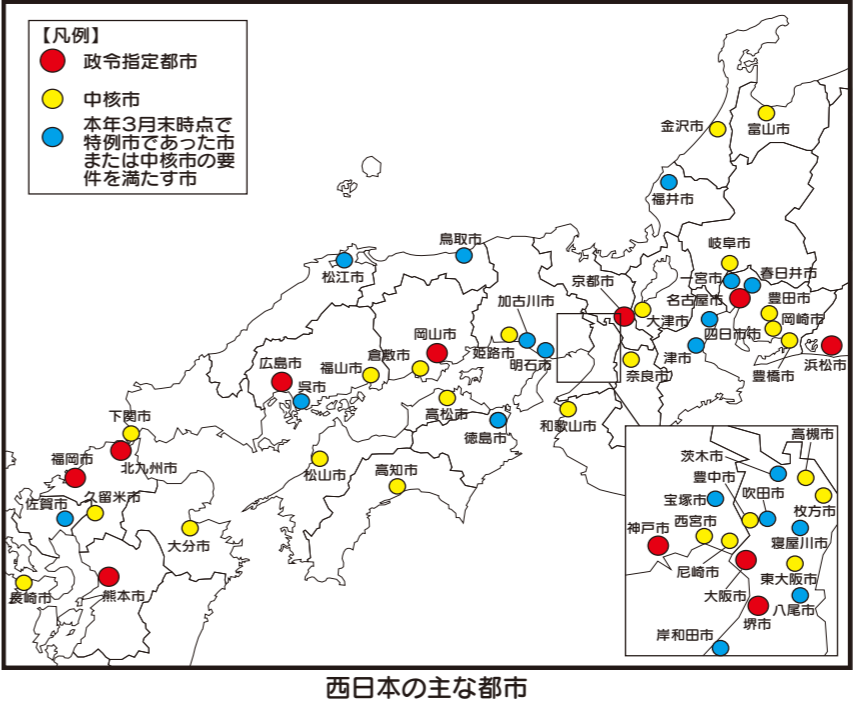 【凡例】
政令指定都市
中核市
本年3月末時点で
特例市であった市
または中核市の要
件を満たす市
金沢市
富山市
福井市
鳥取市
松江市
岐阜市
一宮市
春日井市
名古屋市
豊田市
岡崎市
四日市市
津市
豊橋市
浜松市
京都市
大津市
奈良市
加古川市
姫路市
明石市
岡山市
倉敷市
福山市
広島市
呉市
高松市
徳島市
和歌山市
松山市
高知市
下関市
北九州市
福岡市
佐賀市
久留米市
大分市
長崎市
熊本市
高槻市
茨木市
豊中市
吹田市
宝塚市
枚方市
神戸市
西宮市
寝屋川市
尼崎市
東大阪市
大阪市
八尾市
堺市
岸和田市
西日本の主な都市